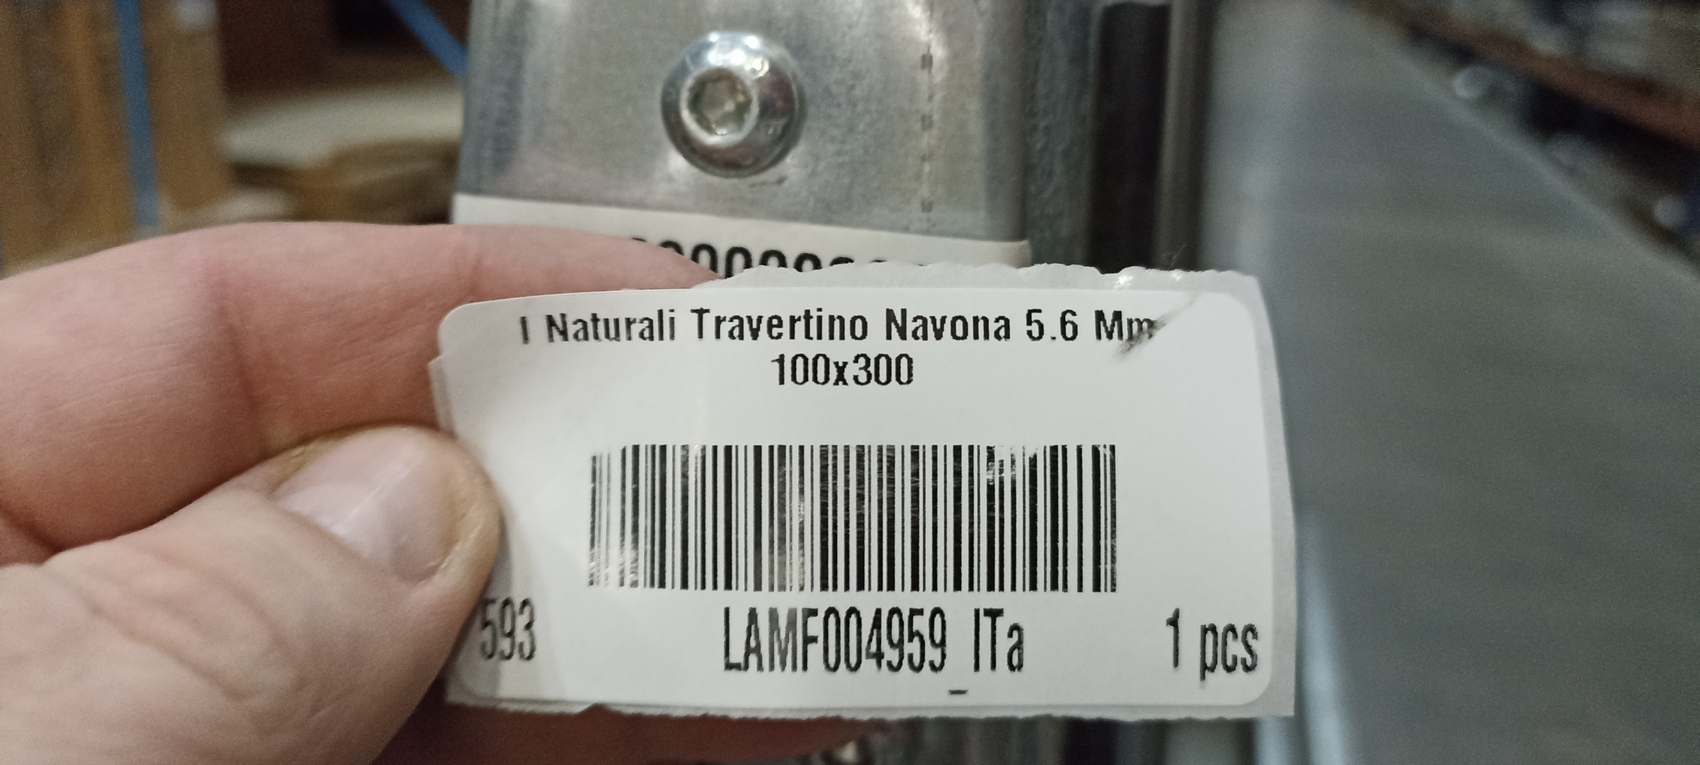 I Naturali Travertino Navona 5.6 Mm
100x300
593 LAMF004959_ITa 1 pcs